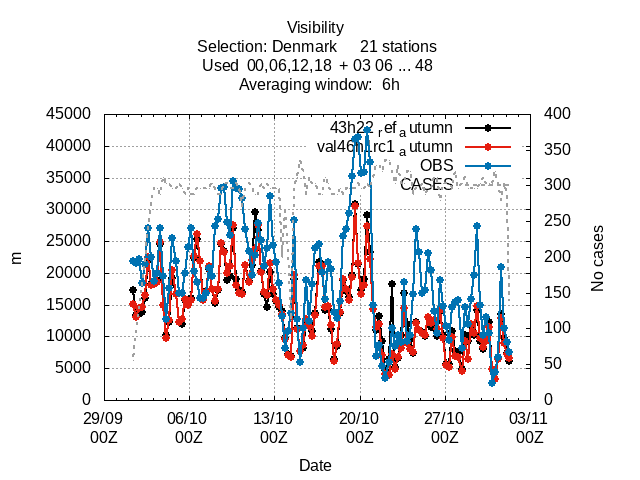 Visibility
Selection: Denmark 21 stations
Used 00,06,12,18 + 03 06 ... 48
Averaging window: 6h
45000
40000
35000
30000
25000
20000
15000
10000
5000
0
m
400
350
300
250
200
150
100
50
0
No cases
43h22_ref_autumn
val46h1rc1_autumn
OBS
CASES
29/09 06/10 13/10 20/10 27/10 03/11
00Z 00Z 00Z 00Z 00Z 00Z
Date